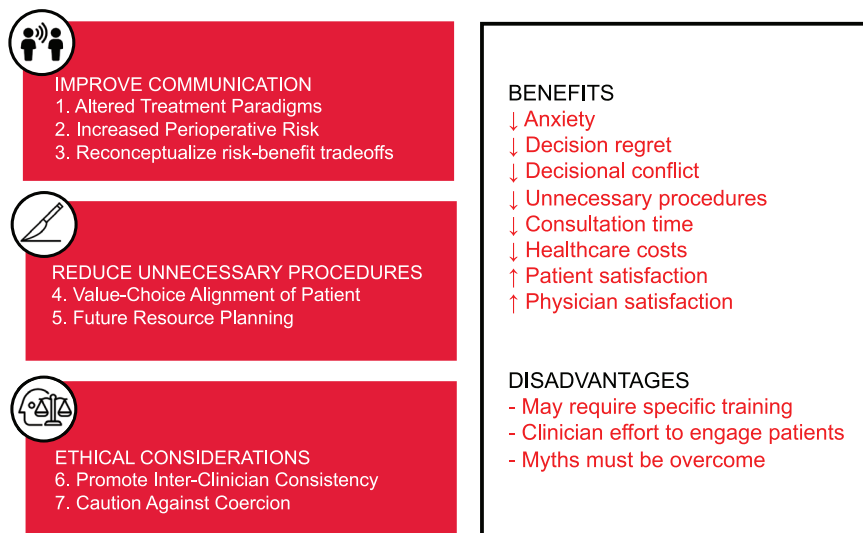 IMPROVE COMMUNICATION
1. Altered Treatment Paradigms
2. Increased Perioperative Risk
3. Reconceptualize risk-benefit tradeoffs
REDUCE UNNECESSARY PROCEDURES
4. Value-Choice Alignment of Patient
5. Future Resource Planning
ETHICAL CONSIDERATIONS
6. Promote Inter-Clinician Consistency
7. Caution Against Coercion
BENEFITS
↓ Anxiety
↓ Decision regret
↓ Decisional conflict
↓ Unnecessary procedures
↓ Consultation time
↓ Healthcare costs
↑ Patient satisfaction
↑ Physician satisfaction
DISADVANTAGES
- May require specific training
- Clinician effort to engage patients
- Myths must be overcome